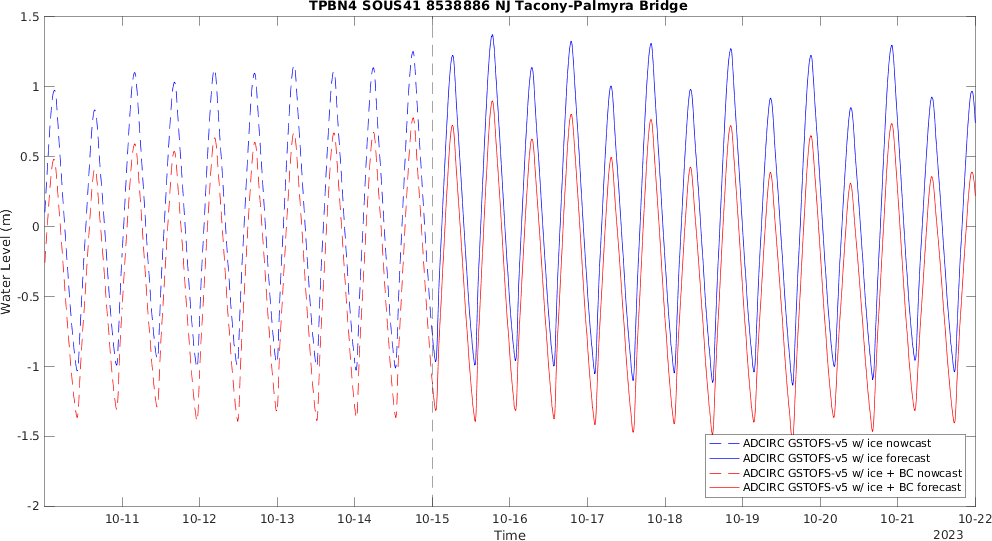 TPBN4 SOUS41 8538886 NJ Tacony-Palmyra Bridge
1.5
1
0.5
0
-0.5
-1
-1.5
-2
Water Level (m)
ADCIRC GSTOFS-v5 w/ ice nowcast
ADCIRC GSTOFS-v5 w/ ice forecast
ADCIRC GSTOFS-v5 w/ ice + BC nowcast
ADCIRC GSTOFS-v5 w/ ice + BC forecast
10-11 10-12 10-13 10-14 10-15 10-16 10-17 10-18 10-19 10-20 10-21 10-22
Time
2023